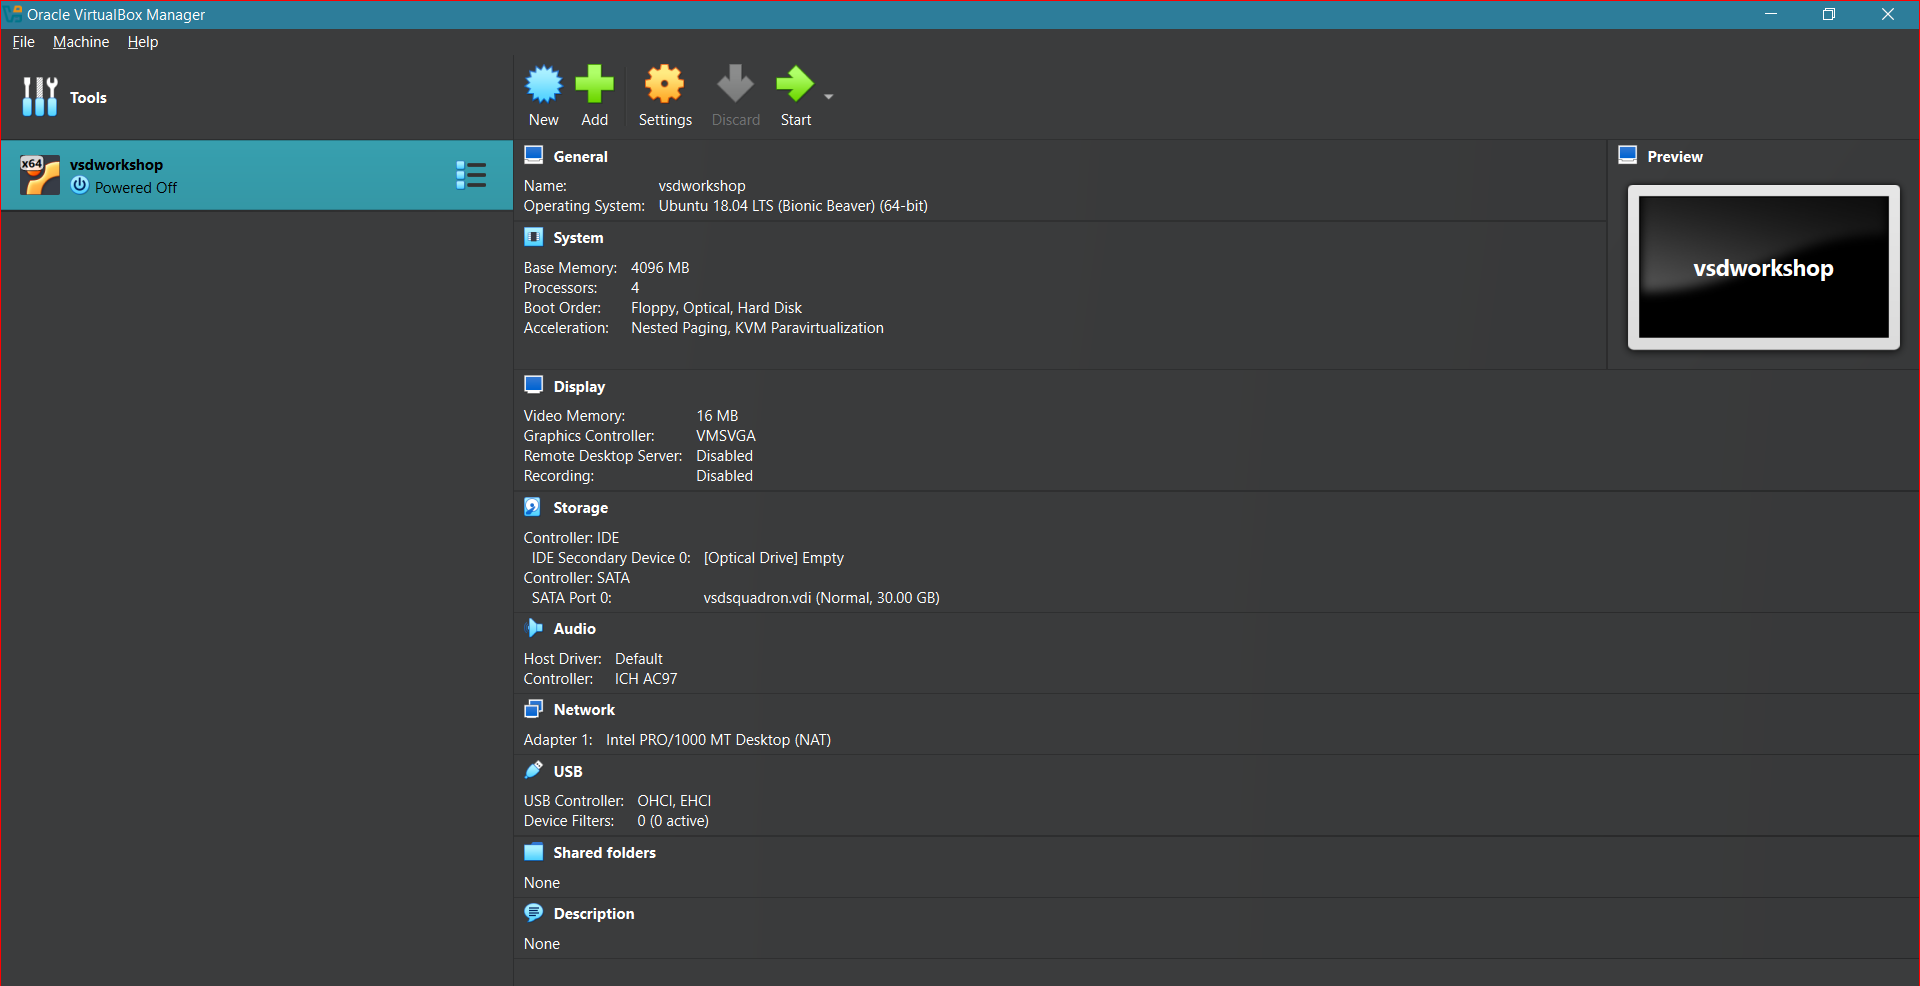 Oracle VirtualBox Manager
File Machine Help
Tools
New Add Settings Discard Start
x64
vsdworkshop
Powered Off
General
Name: vsdworkshop
Operating System: Ubuntu 18.04 LTS (Bionic Beaver) (64-bit)
Preview
vsdworkshop
System
Base Memory: 4096 MB
Processors: 4
Boot Order: Floppy, Optical, Hard Disk
Acceleration: Nested Paging, KVM Paravirtualization
Display
Video Memory: 16 MB
Graphics Controller: VMSVGA
Remote Desktop Server: Disabled
Recording: Disabled
Storage
Controller: IDE
IDE Secondary Device 0: [Optical Drive] Empty
Controller: SATA
SATA Port 0: vsdsquadron.vdi (Normal, 30.00 GB)
Audio
Host Driver: Default
Controller: ICH AC97
Network
Adapter 1: Intel PRO/1000 MT Desktop (NAT)
USB
USB Controller: OHCI, EHCI
Device Filters: 0 (0 active)
Shared folders
None
Description
None